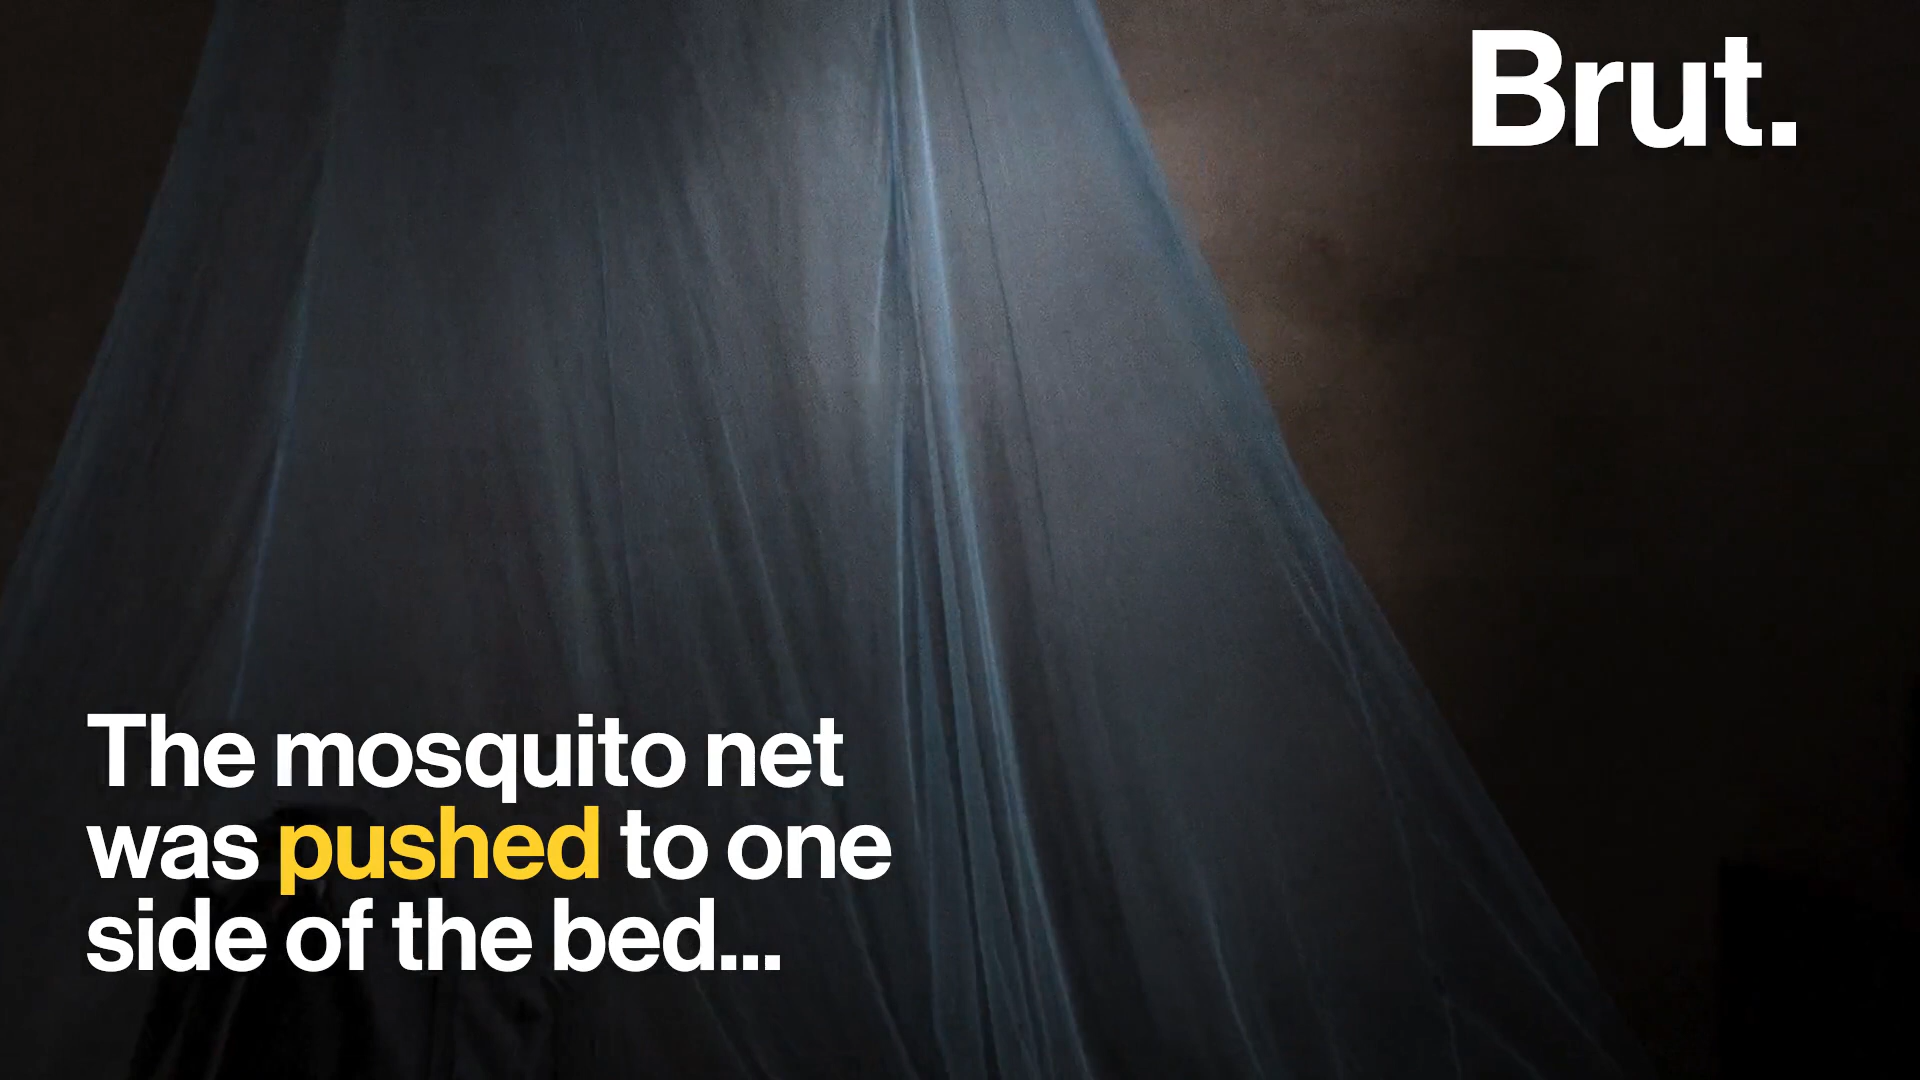 Brut.
The mosquito net
was pushed to one
side of the bed...